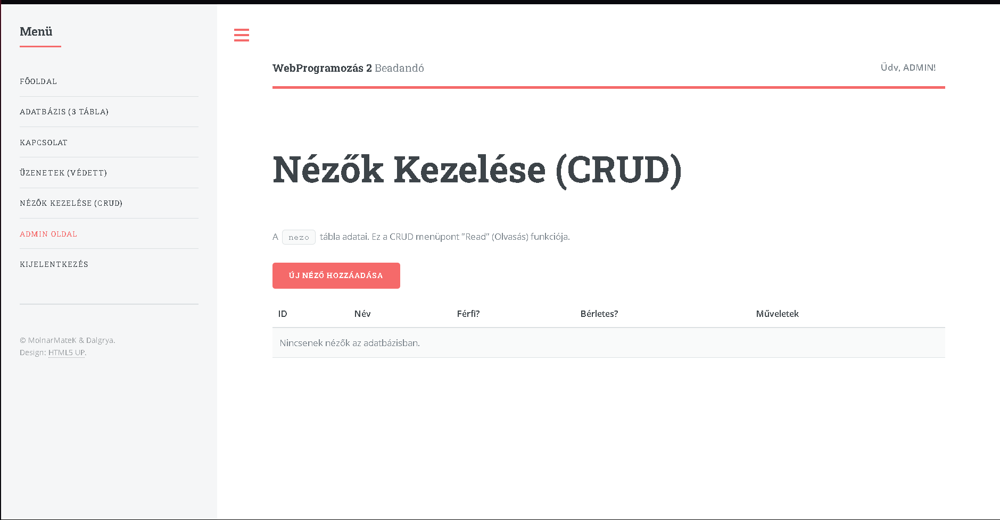 Menü
FŐOLDAL
ADATBÁZIS (3 TÁBLA)
KAPCSOLAT
ÜZENETEK (VÉDETT)
NÉZŐK KEZELÉSE (CRUD)
ADMIN OLDAL
KIJELENTKEZÉS
© MolnarMateK & Dalgrya.
Design: HTML5 UP.
WebProgramozás 2 Beadandó
Üdv, ADMIN!
Nézők Kezelése (CRUD)
A nezo tábla adatai. Ez a CRUD menüpont "Read" (Olvasás) funkciója.
ÚJ NÉZŐ HOZZÁADÁSA
ID Név Férfi? Bérletes? Műveletek
Nincsenek nézők az adatbázisban.